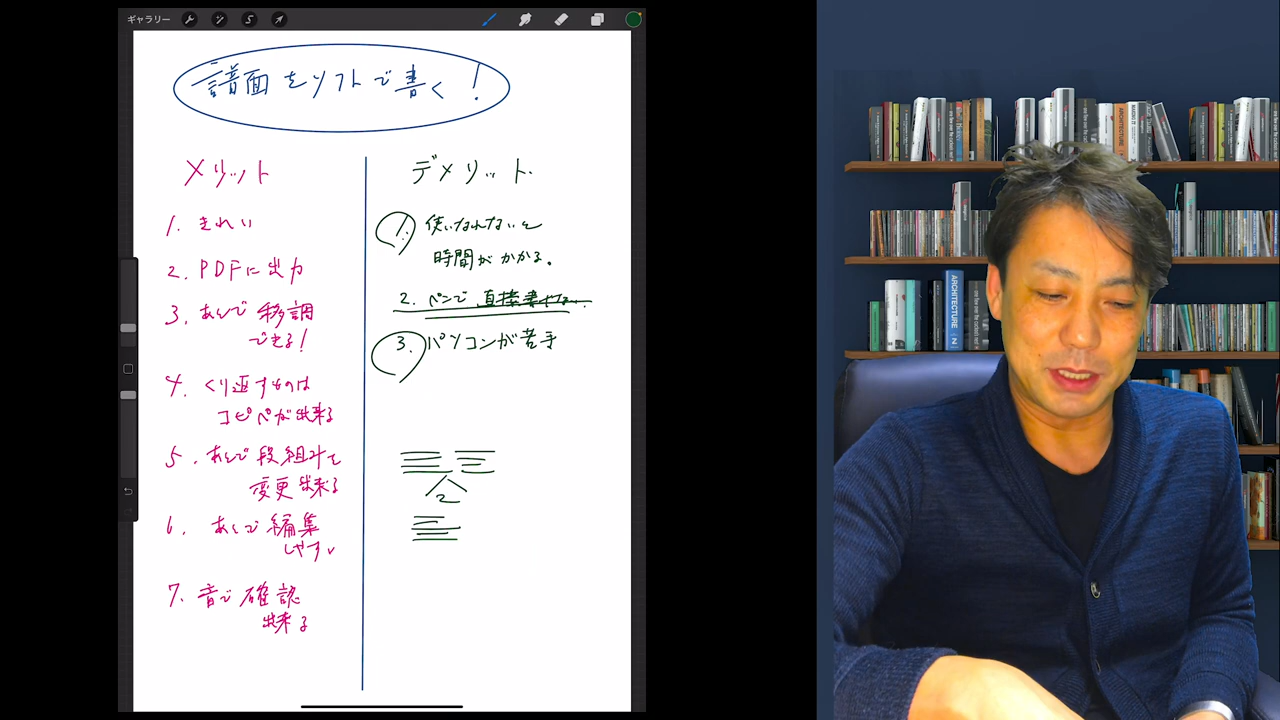 ギャラリー
譜面をソフトで書く!
メリット
1. きれい
2. PDFに出力
3. あとで移調
できる!
4. くり返すものは
コピペが出来る
5. あとで段組みを
変更出来る
6. あとで編集
しやすい
7. 音で確認
出来る
デメリット
1. 使いなれないと
時間がかかる。
2. ペンで直接書けない
3. パソコンが苦手
2
ARCHITECTURE
ARCHITECTURE